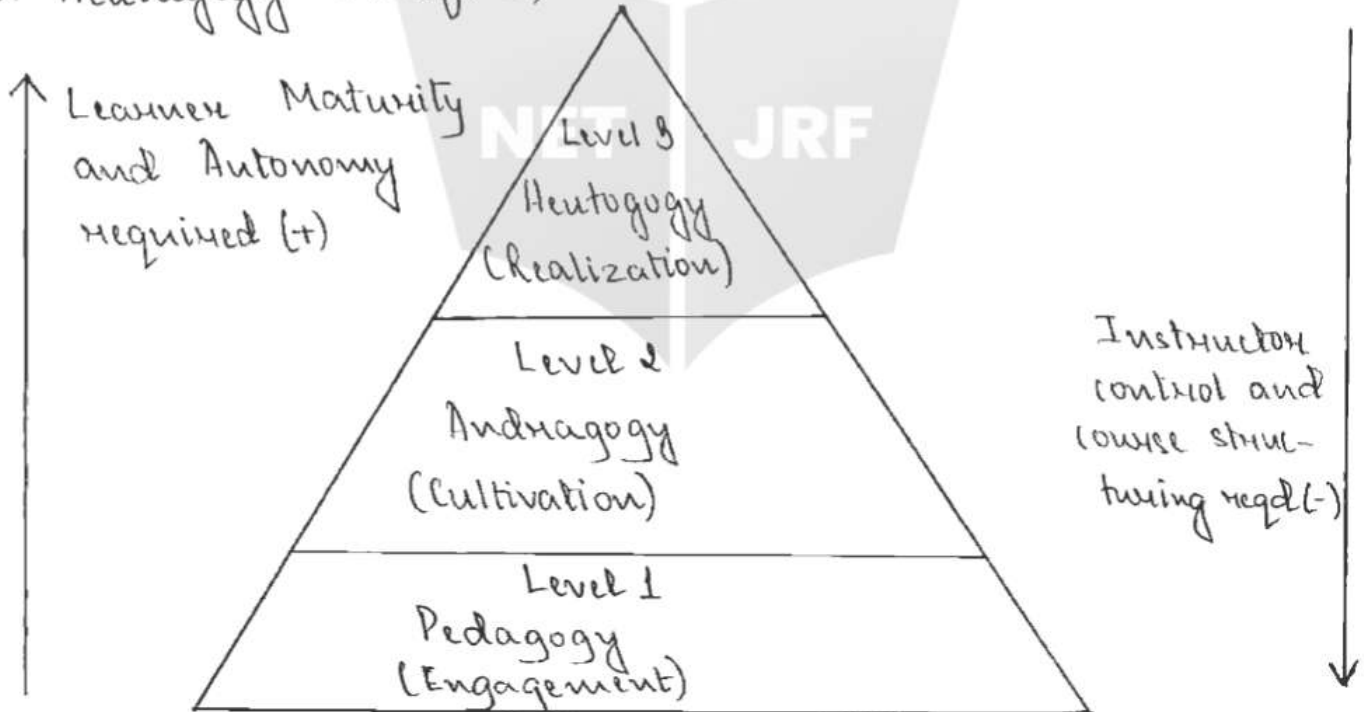 Learner Maturity
and Autonomy
required (+)
NET JRF
Level 3
Heutogogy
(Realization)
Level 2
Andragogy
(Cultivation)
Instructor
control and
course struc-
turing reqd (-)
Level 1
Pedagogy
(Engagement)